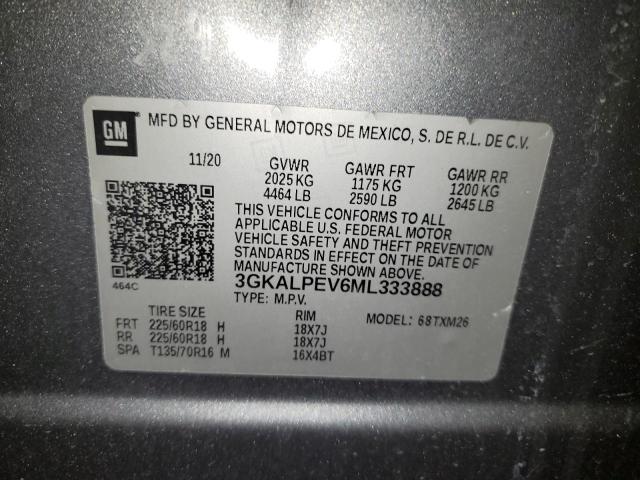 GM
MFD BY GENERAL MOTORS DE MEXICO, S. DE R.L. DE C.V.
11/20 GVWR GAWR FRT GAWR RR
2025 KG 1175 KG 1200 KG
4464 LB 2590 LB 2645 LB
THIS VEHICLE CONFORMS TO ALL
APPLICABLE U.S. FEDERAL MOTOR
VEHICLE SAFETY AND THEFT PREVENTION
STANDARDS IN EFFECT ON THE DATE OF
MANUFACTURE SHOWN ABOVE.
464C
3GKALPEV6ML333888
TYPE: M.P.V.
TIRE SIZE RIM MODEL: 68TXM26
FRT 225/60R18 H 18X7J
RR 225/60R18 H 18X7J
SPA T135/70R16 M 16X4BT